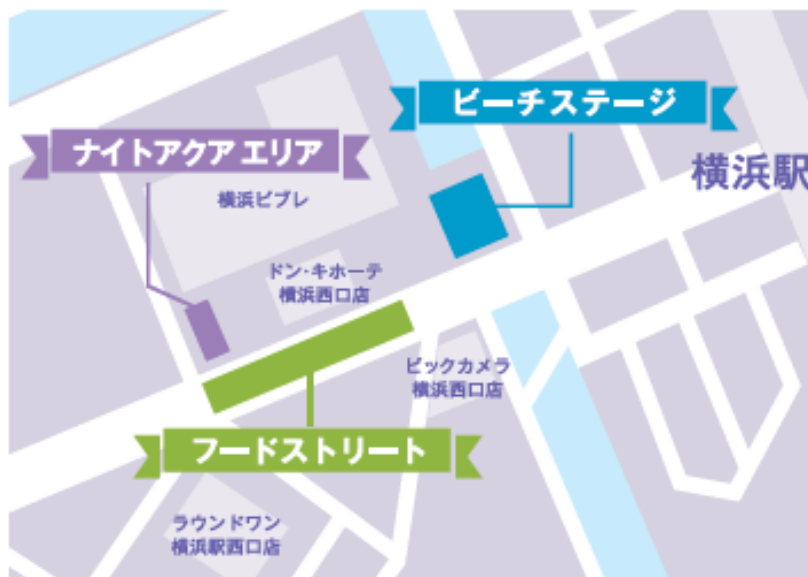 ビーチステージ
ナイトアクア エリア
横浜駅
横浜ビブレ
ドン・キホーテ
横浜西口店
ビックカメラ
横浜西口店
フードストリート
ラウンドワン
横浜駅西口店